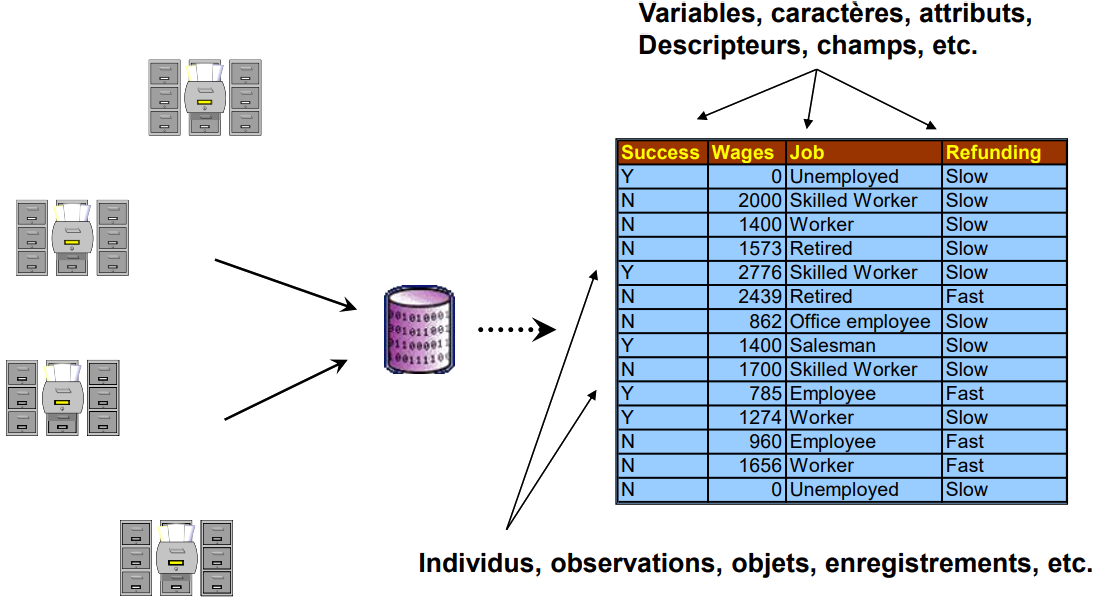 Variables, caractères, attributs,
Descripteurs, champs, etc.
Success Wages Job Refunding
Y 0 Unemployed Slow
N 2000 Skilled Worker Slow
N 1400 Worker Slow
N 1573 Retired Slow
Y 2776 Skilled Worker Slow
N 2439 Retired Fast
N 862 Office employee Slow
Y 1400 Salesman Slow
N 1700 Skilled Worker Slow
Y 785 Employee Fast
Y 1274 Worker Slow
N 960 Employee Fast
N 1656 Worker Fast
N 0 Unemployed Slow
Individus, observations, objets, enregistrements, etc.